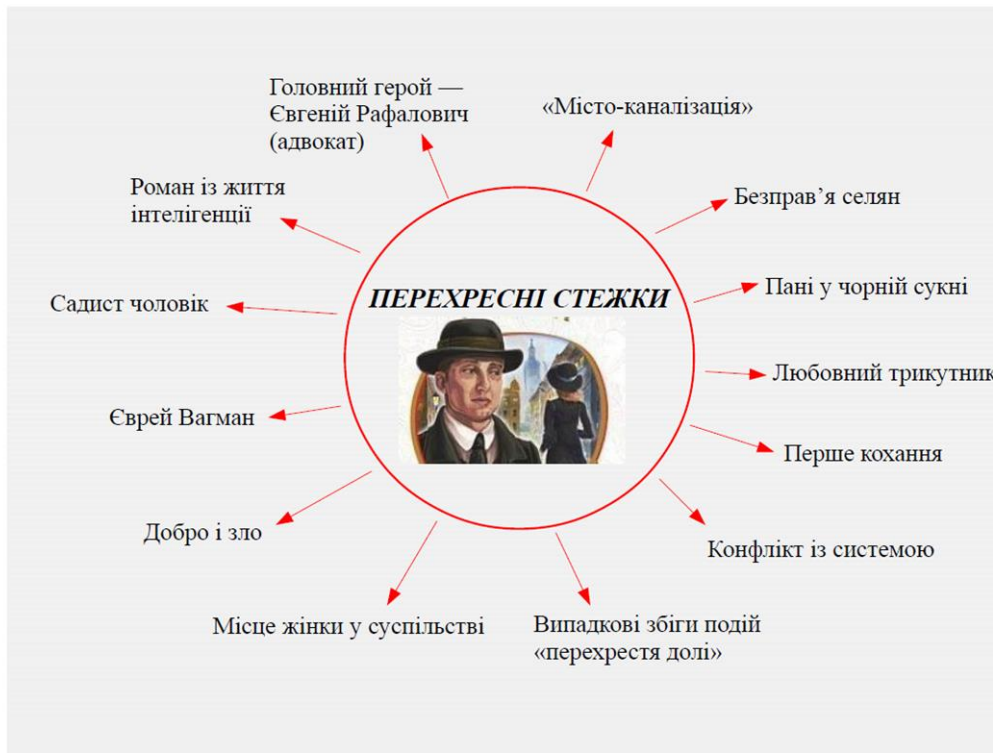 Головний герой —
Євгеній Рафалович
(адвокат)
«Місто-каналізація»
Роман із життя
інтелігенції
Безправ’я селян
Садист чоловік
ПЕРЕХРЕСНІ СТЕЖКИ
Пані у чорній сукні
Любовний трикутник
Єврей Вагман
Перше кохання
Добро і зло
Конфлікт із системою
Місце жінки у суспільстві
Випадкові збіги подій
«перехрестя долі»